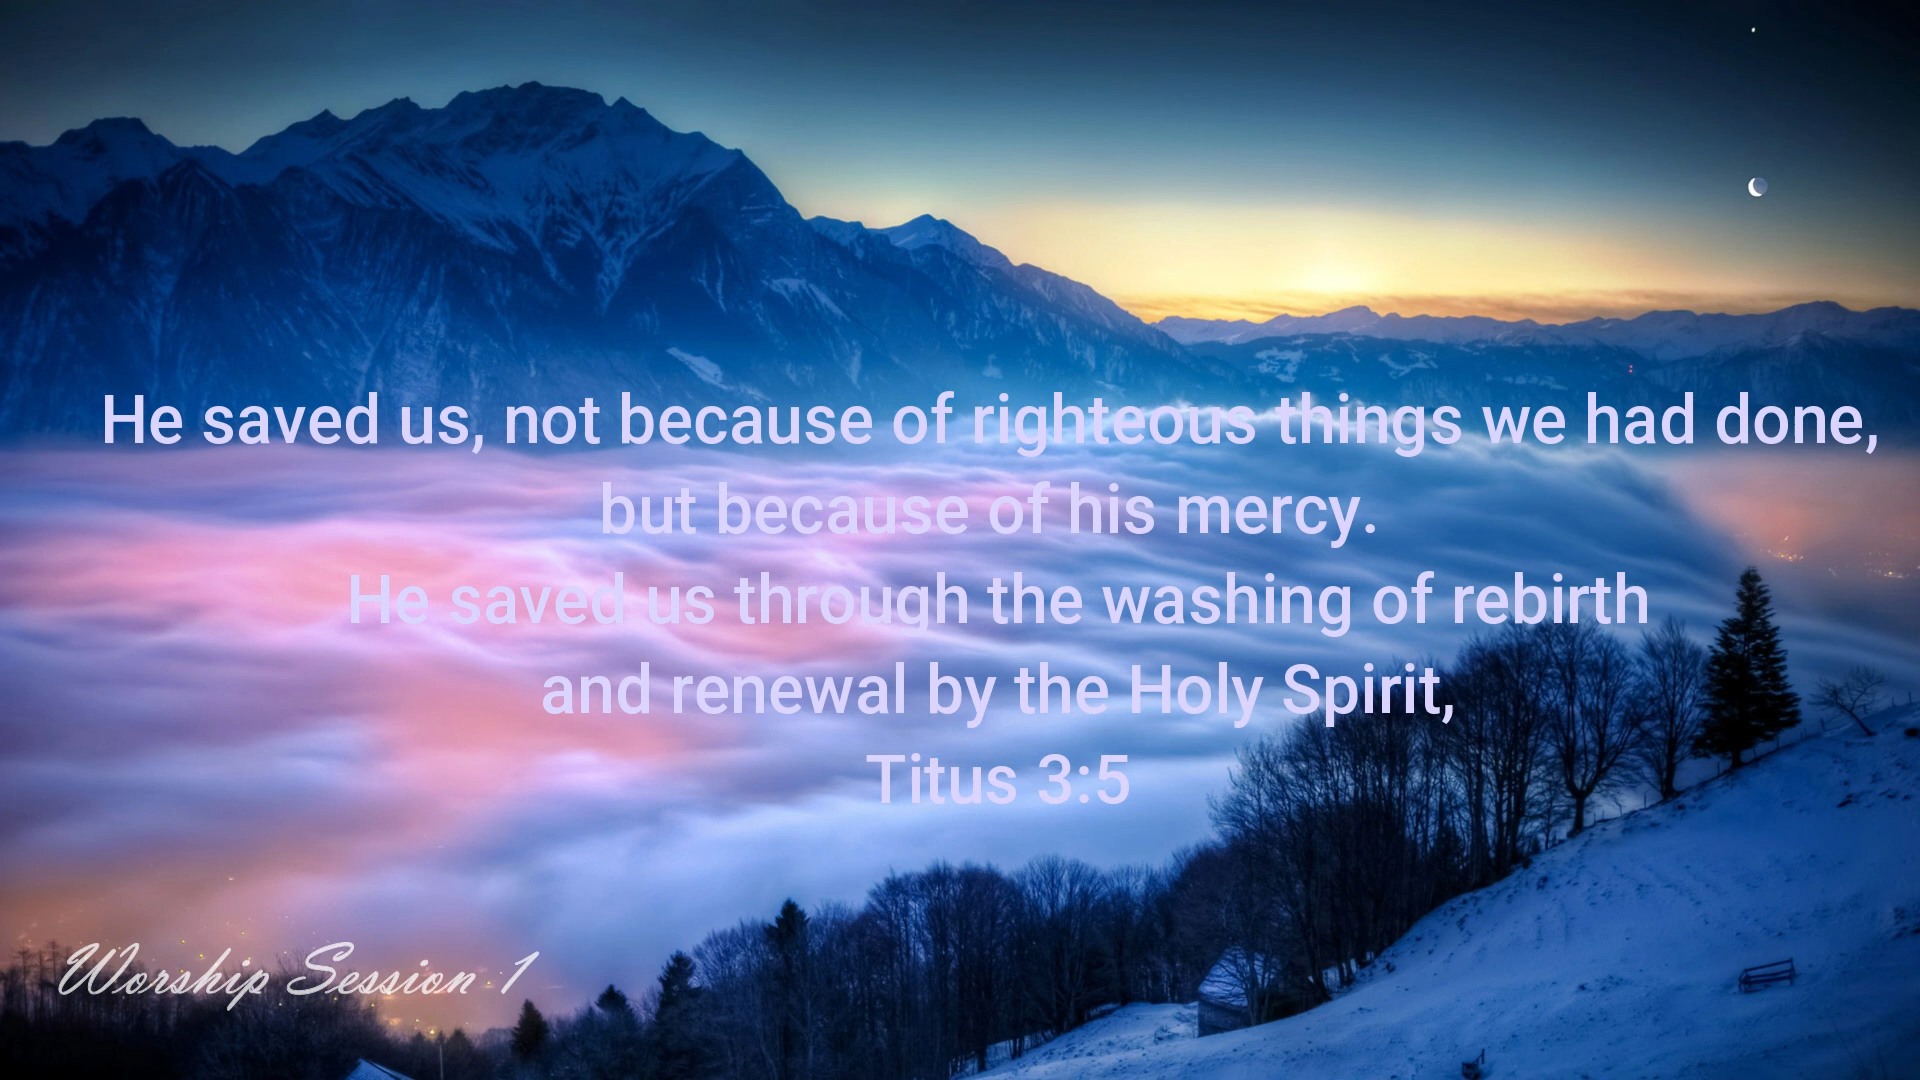 He saved us, not because of righteous things we had done,
but because of his mercy.
He saved us through the washing of rebirth
and renewal by the Holy Spirit,
Titus 3:5
Worship Session 1